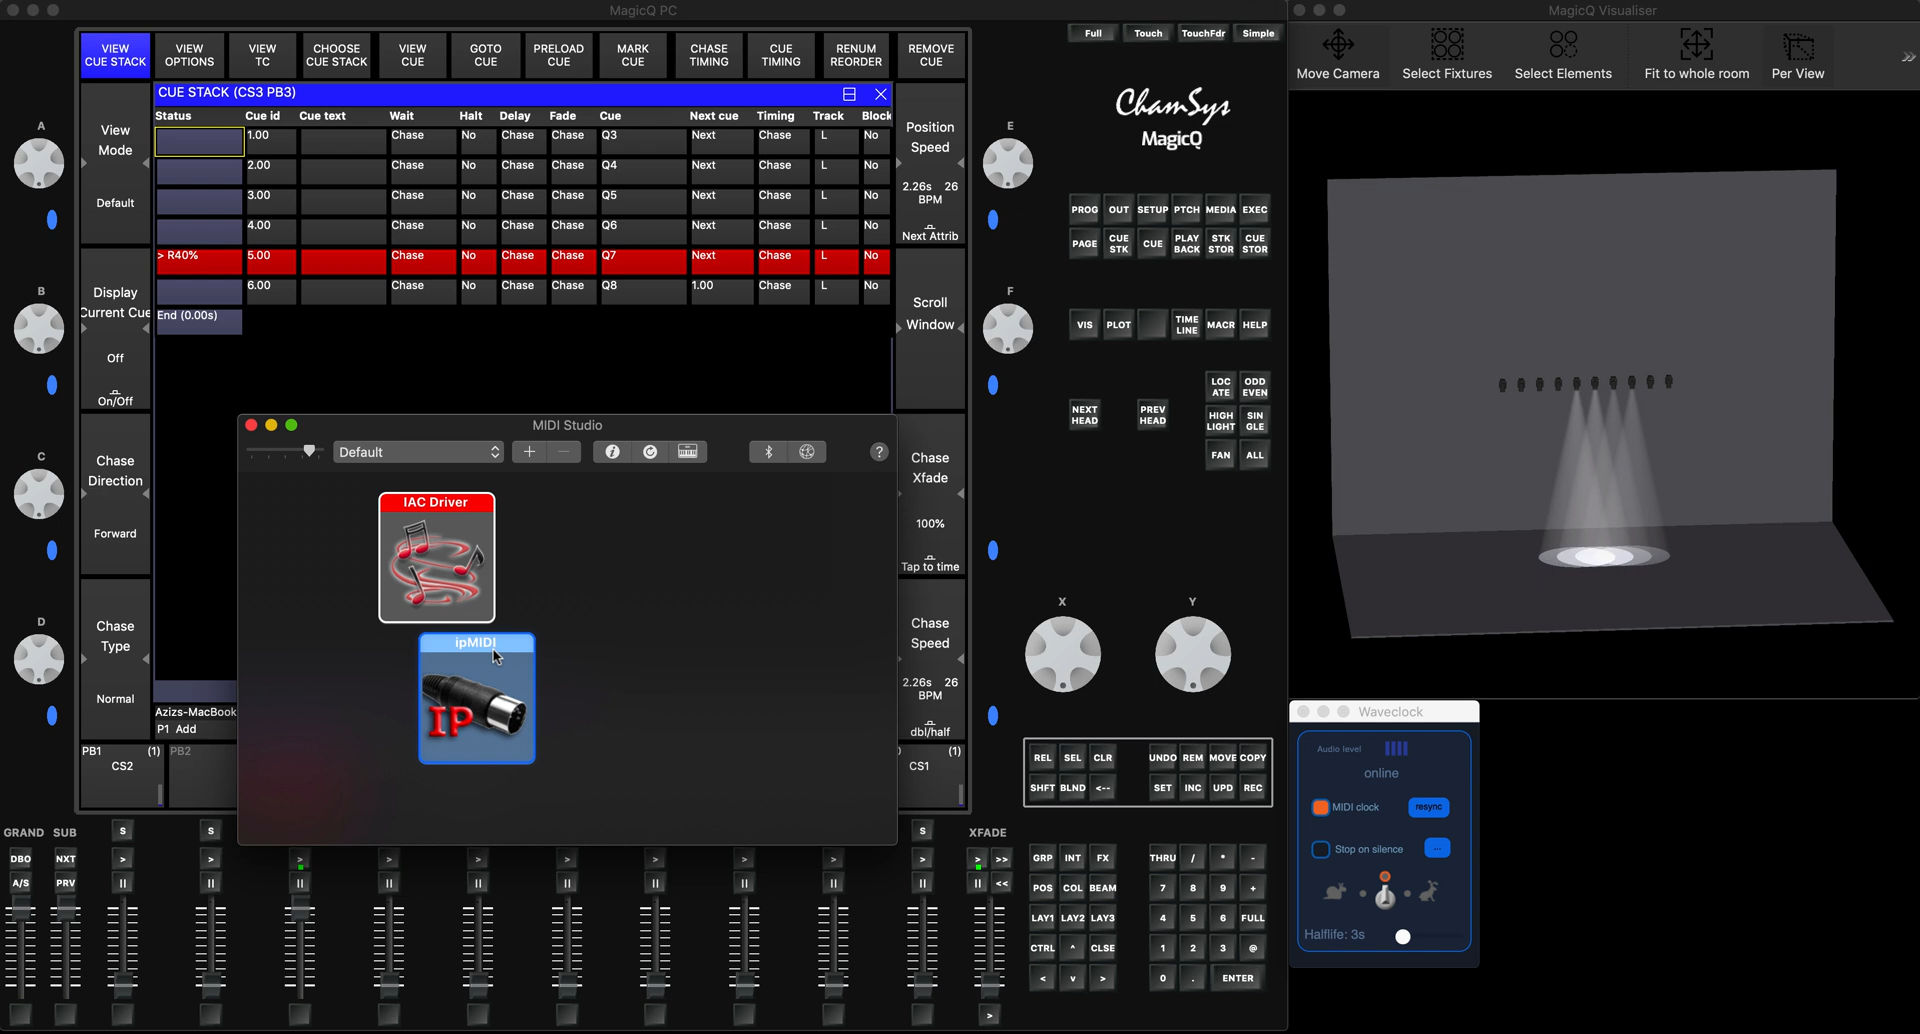 MagicQ PC
MagicQ Visualiser
VIEW CUE STACK
VIEW OPTIONS
VIEW TC
CHOOSE CUE STACK
VIEW CUE
GOTO CUE
PRELOAD CUE
MARK CUE
CHASE TIMING
CUE TIMING
RENUM REORDER
REMOVE CUE
Full Touch TouchFdr Simple
Move Camera Select Fixtures Select Elements Fit to whole room Per View »
CUE STACK (CS3 PB3)
Status Cue id Cue text Wait Halt Delay Fade Cue Next cue Timing Track Block
1.00 Chase No Chase Chase Q3 Next Chase L No
2.00 Chase No Chase Chase Q4 Next Chase L No
3.00 Chase No Chase Chase Q5 Next Chase L No
4.00 Chase No Chase Chase Q6 Next Chase L No
> R40% 5.00 Chase No Chase Chase Q7 Next Chase L No
6.00 Chase No Chase Chase Q8 1.00 Chase L No
End (0.00s)
A
View Mode
Default
B
Display
Current Cue
Off
On/Off
C
Chase Direction
Forward
D
Chase Type
Normal
Position Speed
2.26s 26
BPM
Next Attrib
Scroll Window
Chase Xfade
100%
Tap to time
Chase Speed
2.26s 26
BPM
dbl/half
E
F
X Y
ChamSys
MagicQ
PROG OUT SETUP PTCH MEDIA EXEC
PAGE CUE STK CUE PLAY BACK STK STOR CUE STOR
VIS PLOT TIME LINE MACR HELP
LOC ATE ODD EVEN
NEXT HEAD PREV HEAD HIGH LIGHT SIN GLE
FAN ALL
REL SEL CLR UNDO REM MOVE COPY
SHFT BLND <-- SET INC UPD REC
GRP INT FX THRU / * -
POS COL BEAM 7 8 9 +
LAY1 LAY2 LAY3 4 5 6 FULL
CTRL ^ CLSE 1 2 3 @
< v > 0 . ENTER
MIDI Studio
Default
+ −
?
IAC Driver
ipMIDI
IP
Azizs-MacBook
P1 Add
PB1 (1) PB2
CS2
(1)
CS1
GRAND SUB S S S XFADE
DBO NXT > > > > > > > > > > > >>
A/S PRV II II II II II II II II II II II <<
>
Waveclock
Audio level
online
MIDI clock resync
Stop on silence ...
Halflife: 3s